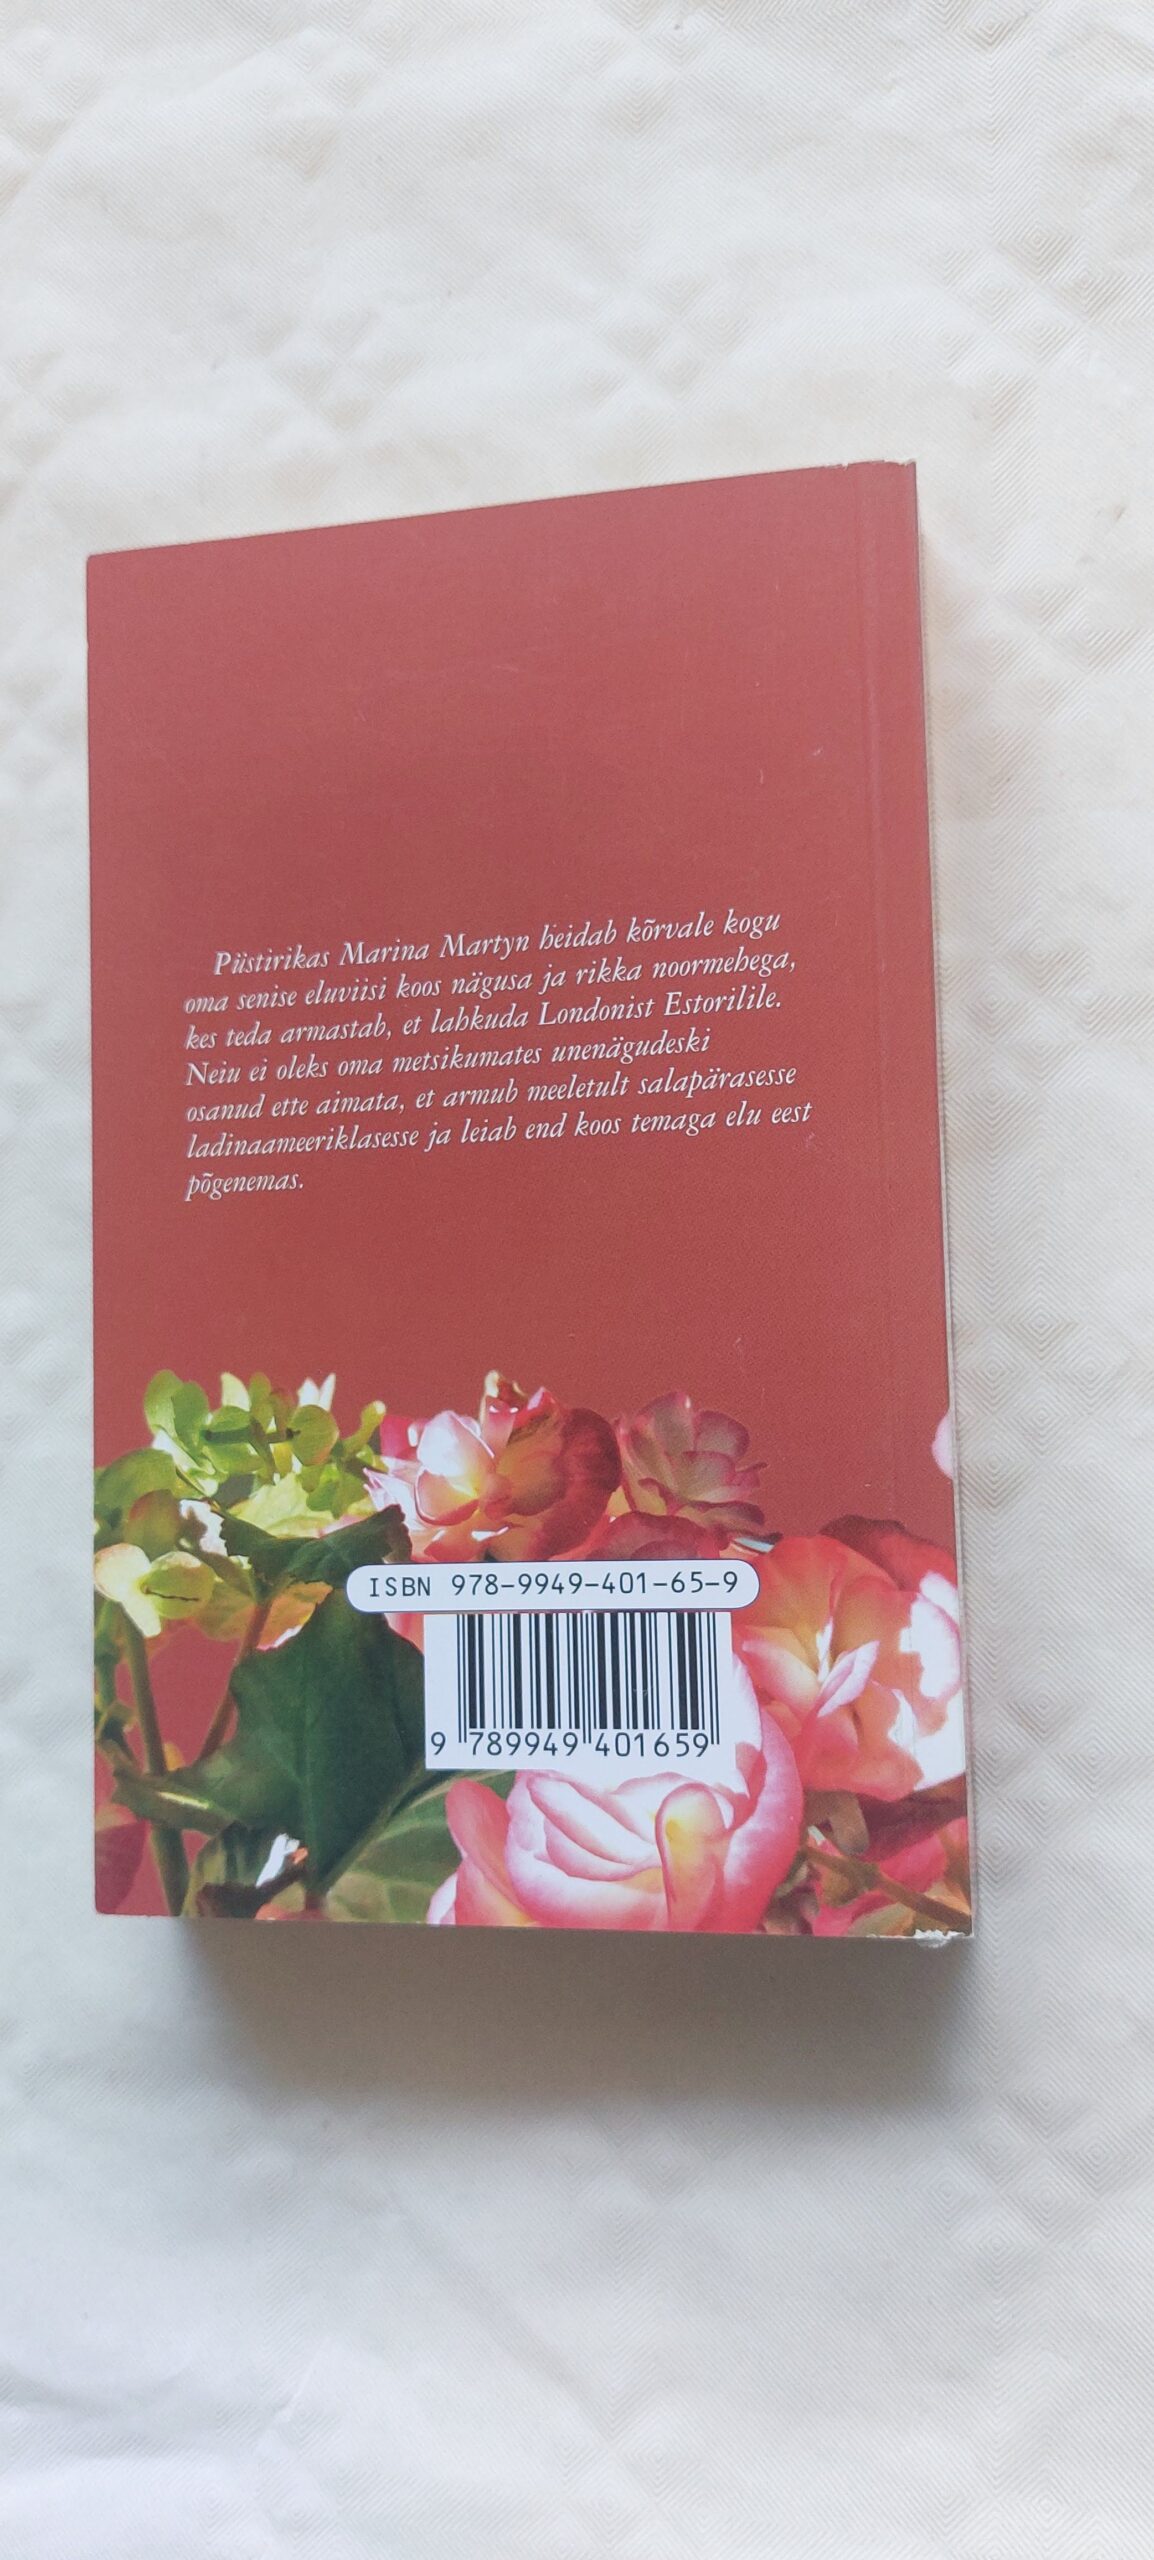 Püstirikas Marina Martyn heidab kõrvale kogu
oma senise eluviisi koos nägusa ja rikka noormehega,
kes teda armastab, et lahkuda Londonist Estorilile.
Neiu ei oleks oma metsikumates unenägudeski
osanud ette aimata, et armub meeletult salapärasesse
ladinaameeriklasesse ja leiab end koos temaga elu eest
põgenemas.
ISBN 978-9949-401-65-9
9 789949 401659